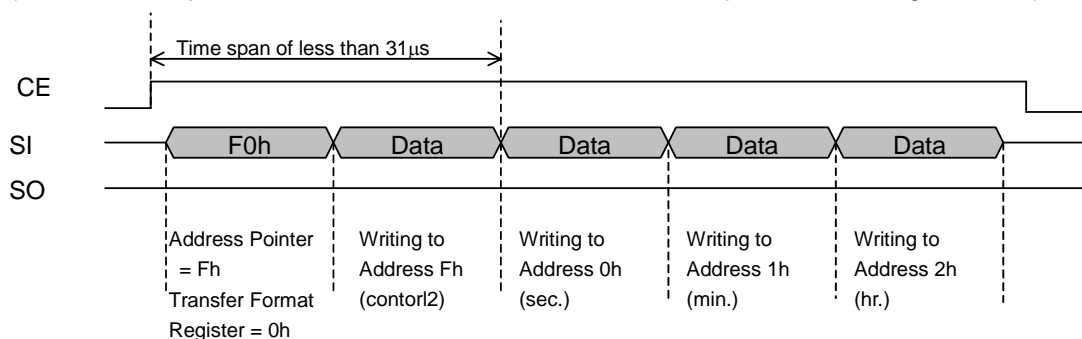 Time span of less than 31μs
CE
SI F0h Data Data Data Data
SO
Address Pointer Writing to Writing to Writing to Writing to
= Fh Address Fh Address 0h Address 1h Address 2h
Transfer Format (contorl2) (sec.) (min.) (hr.)
Register = 0h